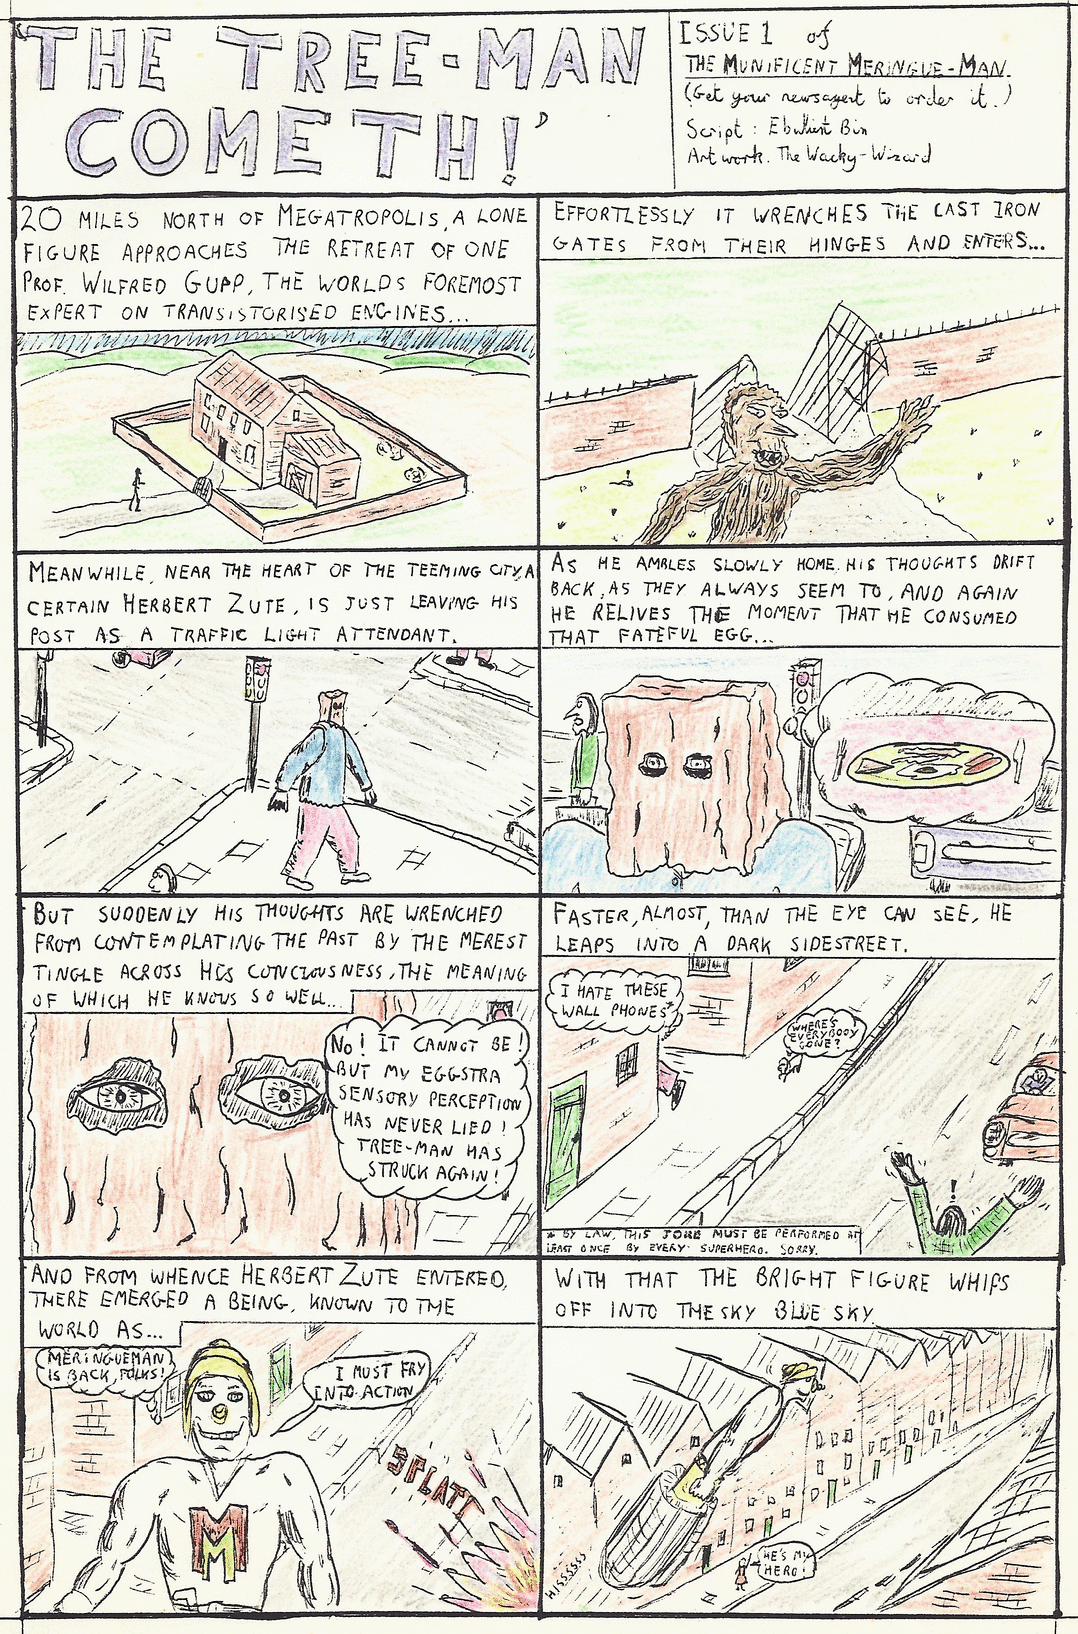 'THE TREE-MAN
COMETH!'
ISSUE 1 of
THE MUNIFICENT MERINGUE-MAN.
(Get your newsagent to order it.)
Script: Ebullient Bin
Artwork. The Wacky-Wizard
20 MILES NORTH OF MEGATROPOLIS, A LONE
FIGURE APPROACHES THE RETREAT OF ONE
PROF. WILFRED GUPP, THE WORLDS FOREMOST
EXPERT ON TRANSISTORISED ENGINES...
EFFORTLESSLY IT WRENCHES THE CAST IRON
GATES FROM THEIR HINGES AND ENTERS...
MEANWHILE, NEAR THE HEART OF THE TEEMING CITY, A
CERTAIN HERBERT ZUTE, IS JUST LEAVING HIS
POST AS A TRAFFIC LIGHT ATTENDANT.
AS HE AMBLES SLOWLY HOME, HIS THOUGHTS DRIFT
BACK, AS THEY ALWAYS SEEM TO, AND AGAIN
HE RELIVES THE MOMENT THAT HE CONSUMED
THAT FATEFUL EGG...
BUT SUDDENLY HIS THOUGHTS ARE WRENCHED
FROM CONTEMPLATING THE PAST BY THE MEREST
TINGLE ACROSS HIS CONCIOUSNESS, THE MEANING
OF WHICH HE KNOWS SO WELL...
NO! IT CANNOT BE!
BUT MY EGGSTRA
SENSORY PERCEPTION
HAS NEVER LIED!
TREE-MAN HAS
STRUCK AGAIN!
FASTER, ALMOST, THAN THE EYE CAN SEE, HE
LEAPS INTO A DARK SIDESTREET.
I HATE THESE
WALL PHONES*
WHERE'S
EVERYBODY
GONE?
!
* BY LAW, THIS JOKE MUST BE PERFORMED AT
LEAST ONCE BY EVERY SUPERHERO. SORRY.
AND FROM WHENCE HERBERT ZUTE ENTERED,
THERE EMERGED A BEING, KNOWN TO THE
WORLD AS...
MERINGUEMAN
IS BACK, FOLKS!
I MUST FRY
INTO ACTION
SPLATT
M
WITH THAT THE BRIGHT FIGURE WHIPS
OFF INTO THE SKY BLUE SKY.
HISSSSSS
HE'S MY
HERO!